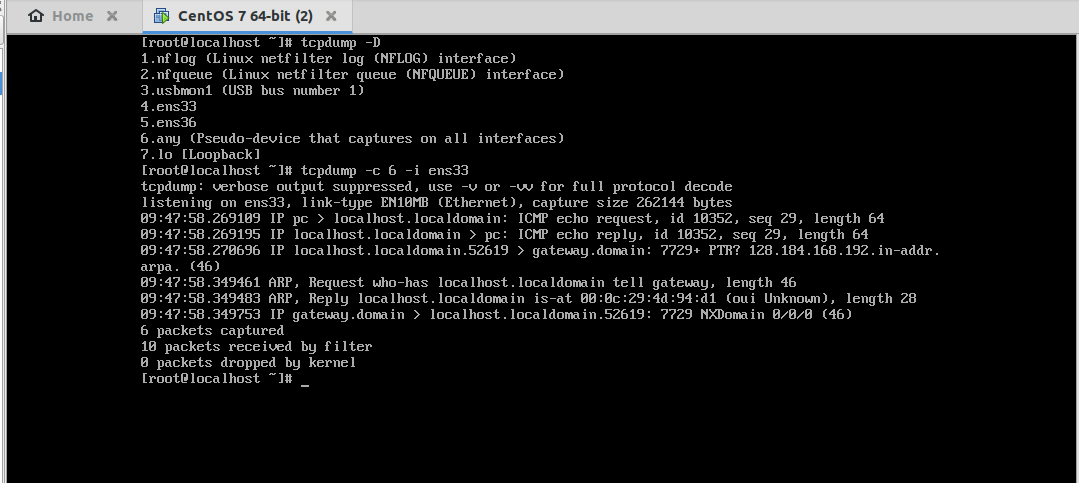 Home
CentOS 7 64-bit (2)
[root@localhost ~]# tcpdump -D
1.nflog (Linux netfilter log (NFLOG) interface)
2.nfqueue (Linux netfilter queue (NFQUEUE) interface)
3.usbmon1 (USB bus number 1)
4.ens33
5.ens36
6.any (Pseudo-device that captures on all interfaces)
7.lo [Loopback]
[root@localhost ~]# tcpdump -c 6 -i ens33
tcpdump: verbose output suppressed, use -v or -vv for full protocol decode
listening on ens33, link-type EN10MB (Ethernet), capture size 262144 bytes
09:47:58.269109 IP pc > localhost.localdomain: ICMP echo request, id 10352, seq 29, length 64
09:47:58.269195 IP localhost.localdomain > pc: ICMP echo reply, id 10352, seq 29, length 64
09:47:58.270696 IP localhost.localdomain.52619 > gateway.domain: 7729+ PTR? 128.184.168.192.in-addr.
arpa. (46)
09:47:58.349461 ARP, Request who-has localhost.localdomain tell gateway, length 46
09:47:58.349483 ARP, Reply localhost.localdomain is-at 00:0c:29:4d:94:d1 (oui Unknown), length 28
09:47:58.349753 IP gateway.domain > localhost.localdomain.52619: 7729 NXDomain 0/0/0 (46)
6 packets captured
10 packets received by filter
0 packets dropped by kernel
[root@localhost ~]# _